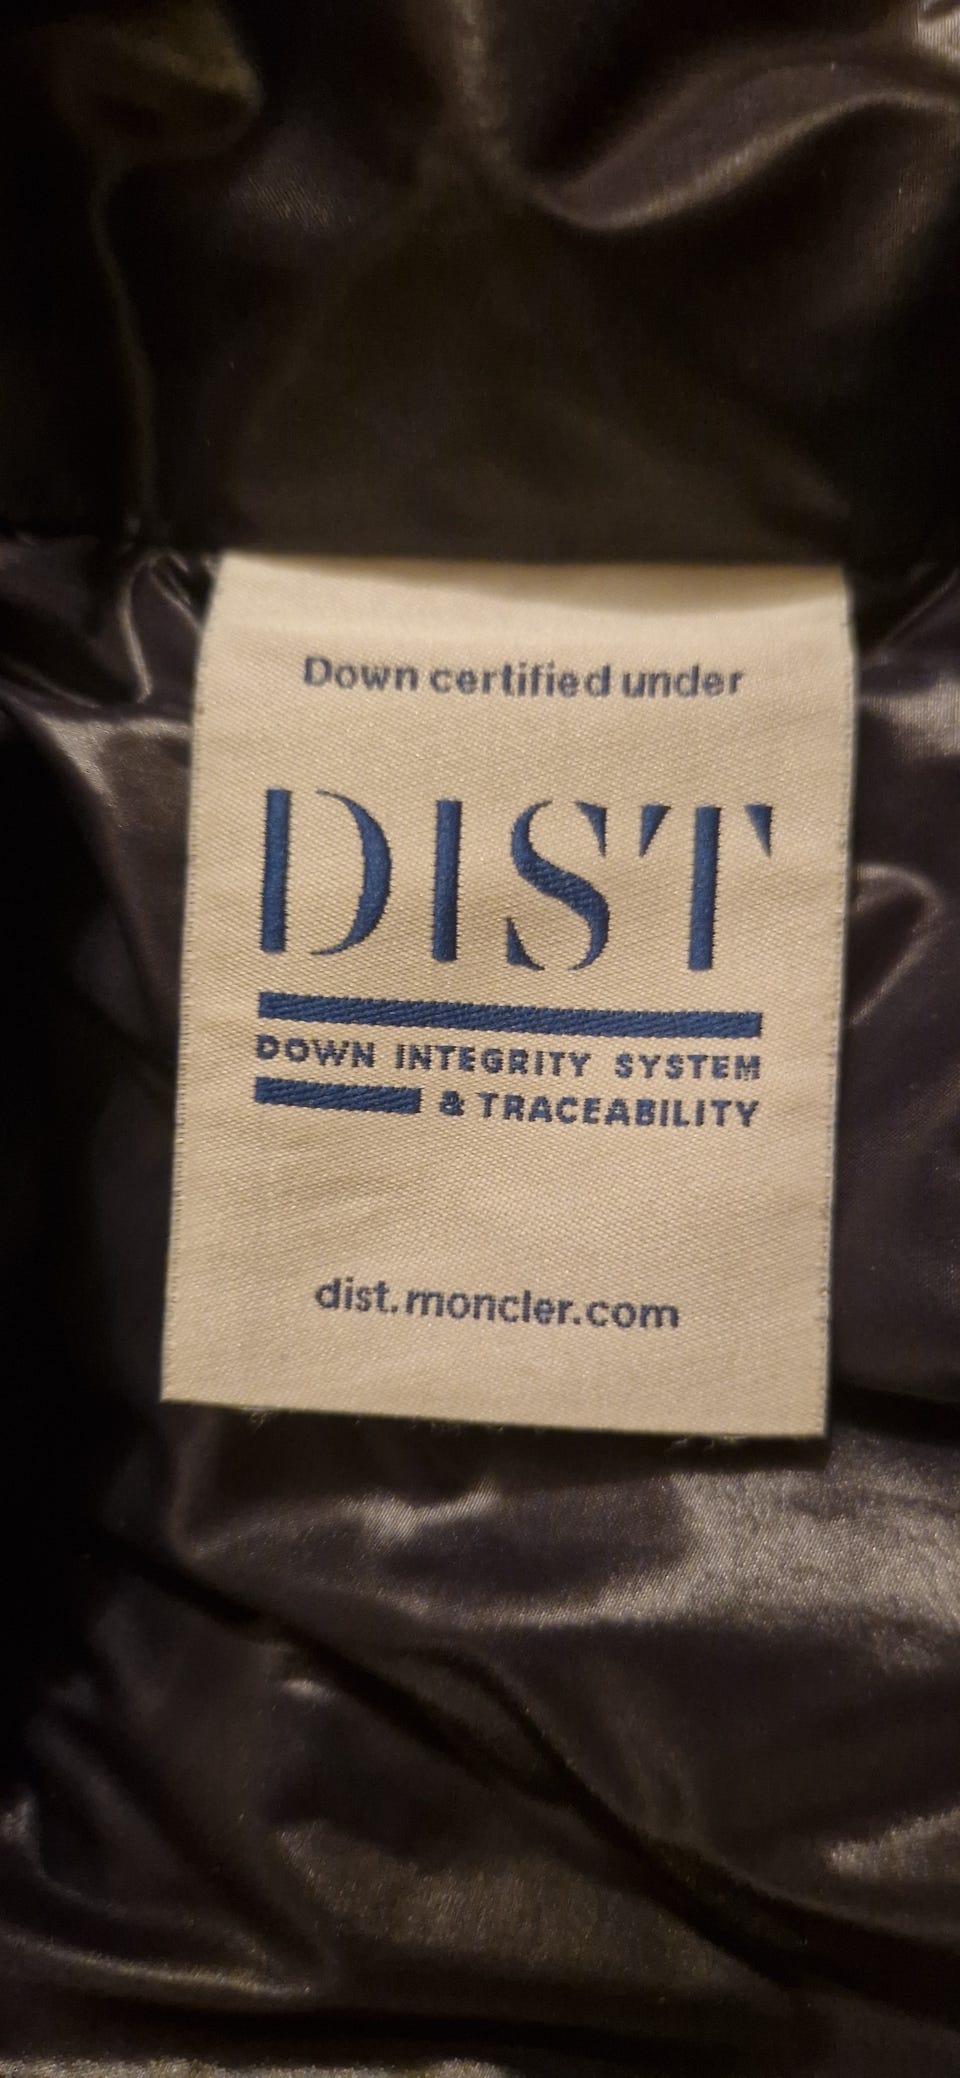 Down certified under
DIST
DOWN INTEGRITY SYSTEM
& TRACEABILITY
dist.moncler.com